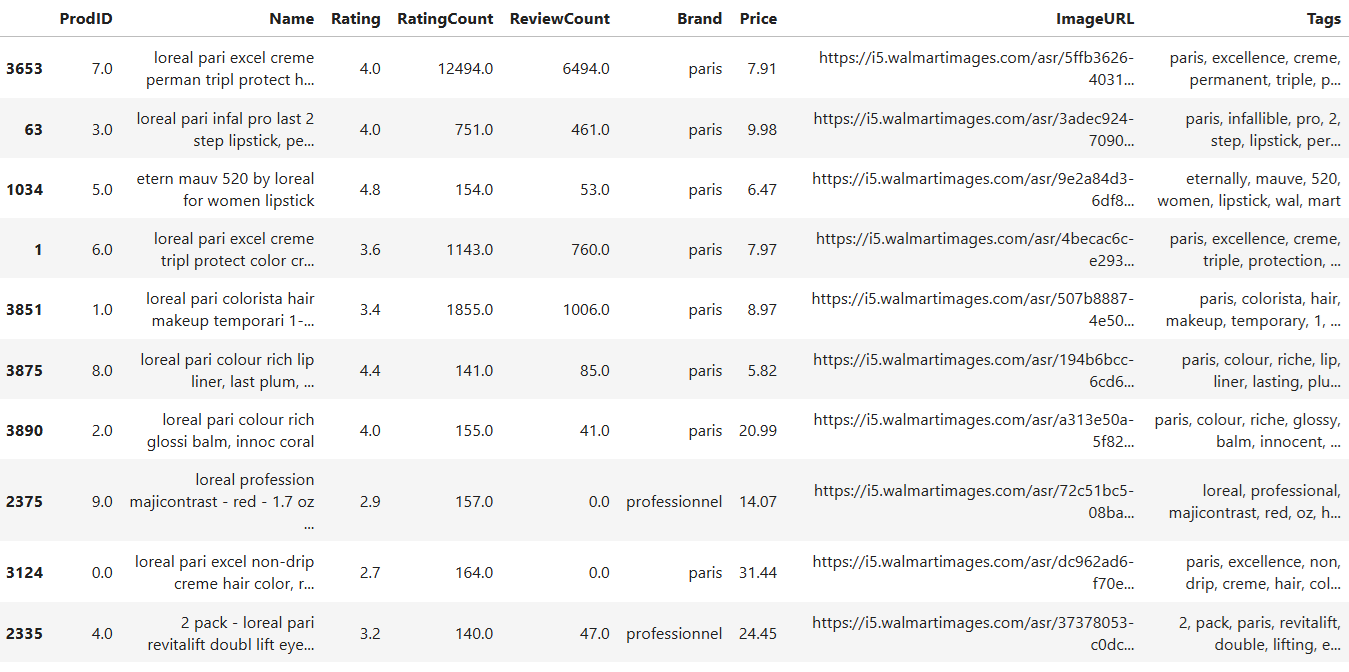 ProdID Name Rating RatingCount ReviewCount Brand Price ImageURL Tags
3653 7.0 loreal pari excel creme perman tripl protect h... 4.0 12494.0 6494.0 paris 7.91 https://i5.walmartimages.com/asr/5ffb3626-4031... paris, excellence, creme, permanent, triple, p...
63 3.0 loreal pari infal pro last 2 step lipstick, pe... 4.0 751.0 461.0 paris 9.98 https://i5.walmartimages.com/asr/3adec924-7090... paris, infallible, pro, 2, step, lipstick, per...
1034 5.0 etern mauv 520 by loreal for women lipstick 4.8 154.0 53.0 paris 6.47 https://i5.walmartimages.com/asr/9e2a84d3-6df8... eternally, mauve, 520, women, lipstick, wal, mart
1 6.0 loreal pari excel creme tripl protect color cr... 3.6 1143.0 760.0 paris 7.97 https://i5.walmartimages.com/asr/4becac6c-e293... paris, excellence, creme, triple, protection, ...
3851 1.0 loreal pari colorista hair makeup temporari 1-... 3.4 1855.0 1006.0 paris 8.97 https://i5.walmartimages.com/asr/507b8887-4e50... paris, colorista, hair, makeup, temporary, 1, ...
3875 8.0 loreal pari colour rich lip liner, last plum, ... 4.4 141.0 85.0 paris 5.82 https://i5.walmartimages.com/asr/194b6bcc-6cd6... paris, colour, riche, lip, liner, lasting, plu...
3890 2.0 loreal pari colour rich glossi balm, innoc coral 4.0 155.0 41.0 paris 20.99 https://i5.walmartimages.com/asr/a313e50a-5f82... paris, colour, riche, glossy, balm, innocent, ...
2375 9.0 loreal profession majicontrast - red - 1.7 oz ... 2.9 157.0 0.0 professionnel 14.07 https://i5.walmartimages.com/asr/72c51bc5-08ba... loreal, professional, majicontrast, red, oz, h...
3124 0.0 loreal pari excel non-drip creme hair color, r... 2.7 164.0 0.0 paris 31.44 https://i5.walmartimages.com/asr/dc962ad6-f70e... paris, excellence, non, drip, creme, hair, col...
2335 4.0 2 pack - loreal pari revitalift doubl lift eye... 3.2 140.0 47.0 professionnel 24.45 https://i5.walmartimages.com/asr/37378053-c0dc... 2, pack, paris, revitalift, double, lifting, e...